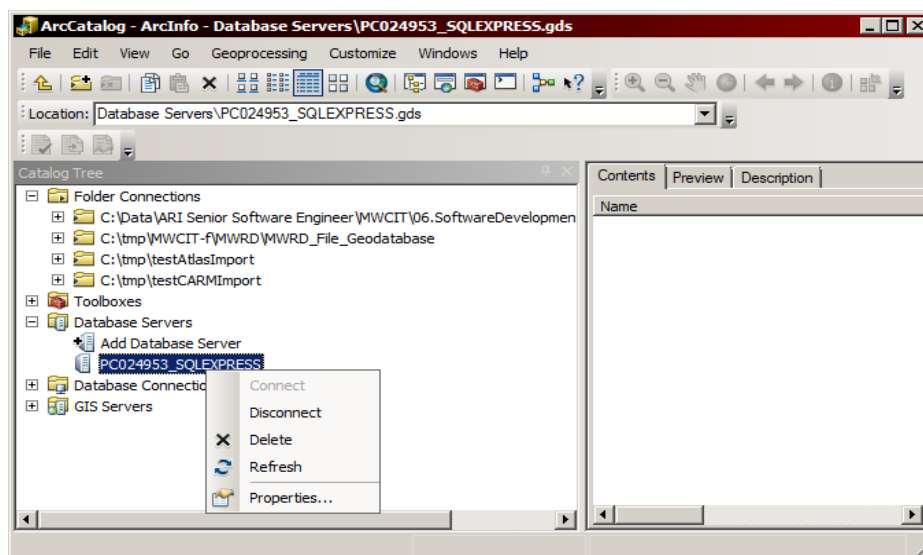 ArcCatalog - ArcInfo - Database Servers\PC024953_SQLEXPRESS.gds
File Edit View Go Geoprocessing Customize Windows Help
Location: Database Servers\PC024953_SQLEXPRESS.gds
Catalog Tree
Contents Preview Description
Name
Folder Connections
C:\Data\ARI Senior Software Engineer\MWCIT\06.SoftwareDevelopmen
C:\tmp\MWCIT-f\MWRD\MWRD_File_Geodatabase
C:\tmp\testAtlasImport
C:\tmp\testCARMImport
Toolboxes
Database Servers
Add Database Server
PC024953_SQLEXPRESS
Database Connectio
GIS Servers
Connect
Disconnect
Delete
Refresh
Properties...